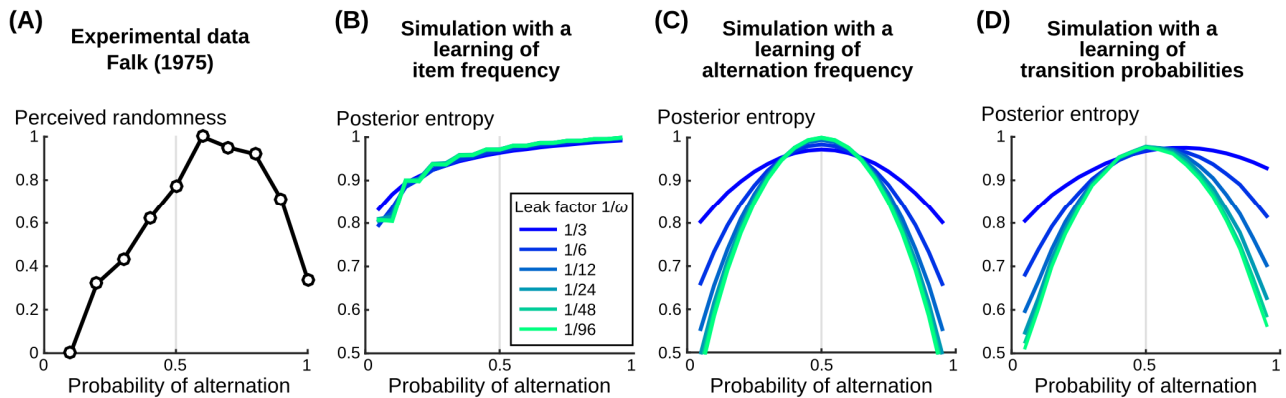 (A)
Experimental data
Falk (1975)
Perceived randomness
1
0.8
0.6
0.4
0.2
0
0.5
1
Probability of alternation
(B)
Simulation with a
learning of
item frequency
Posterior entropy
1
0.9
0.8
0.7
0.6
0.5
0
0.5
1
Probability of alternation
Leak factor 1/ω
1/3
1/6
1/12
1/24
1/48
1/96
(C)
Simulation with a
learning of
alternation frequency
Posterior entropy
1
0.9
0.8
0.7
0.6
0.5
0
0.5
1
Probability of alternation
(D)
Simulation with a
learning of
transition probabilities
Posterior entropy
1
0.9
0.8
0.7
0.6
0.5
0
0.5
1
Probability of alternation